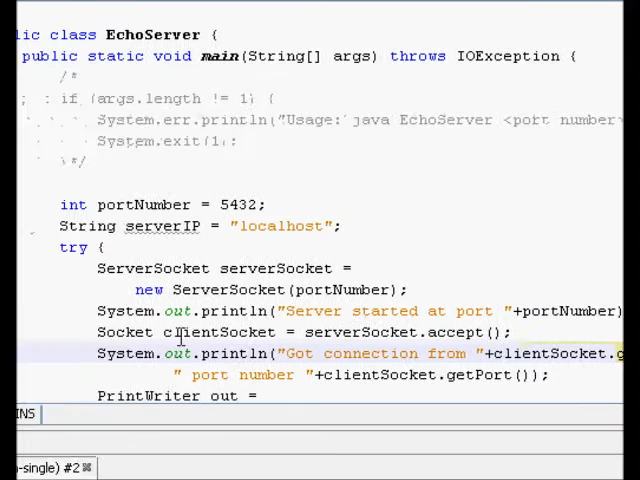 lic class EchoServer {
public static void main(String[] args) throws IOException {
/*
if (args.length != 1) {
System.err.println("Usage: java EchoServer <port number>
System.exit(1);
*/
int portNumber = 5432;
String serverIP = "localhost";
try {
ServerSocket serverSocket =
new ServerSocket(portNumber);
System.out.println("Server started at port "+portNumber)
Socket clientSocket = serverSocket.accept();
System.out.println("Got connection from "+clientSocket.g
" port number "+clientSocket.getPort());
PrintWriter out =
INS
n-single) #2